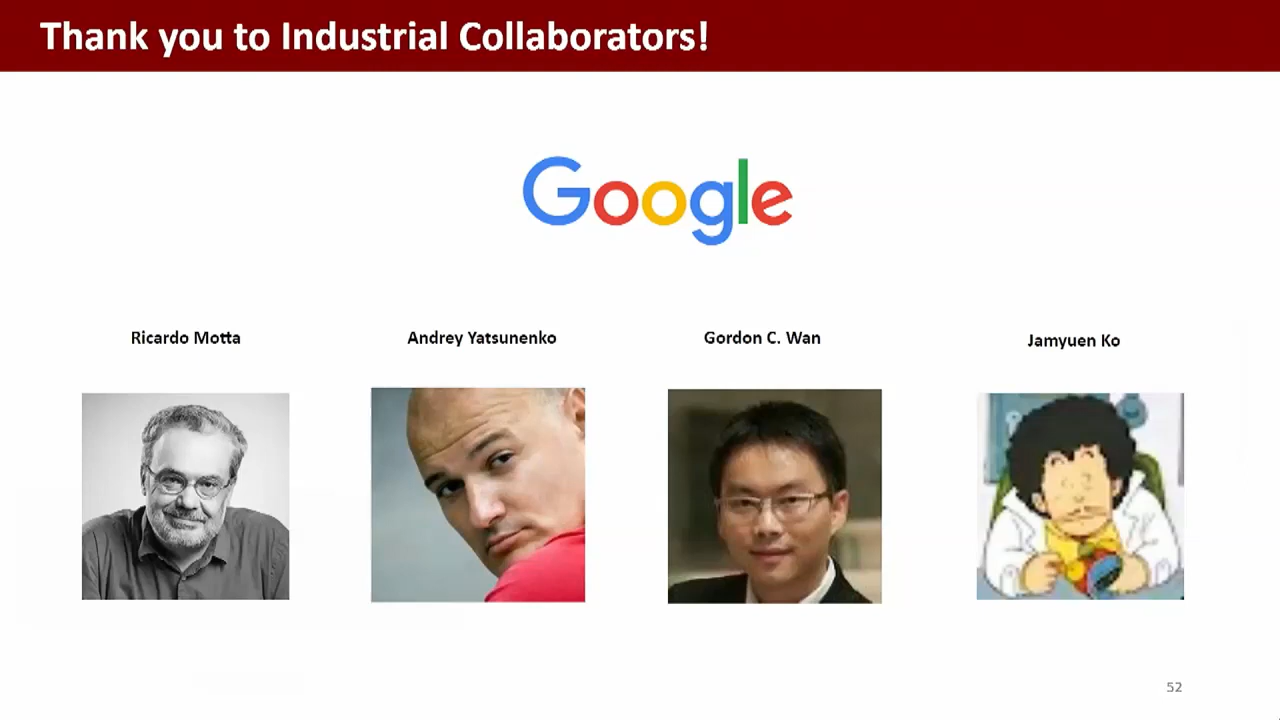 Thank you to Industrial Collaborators!
Google
Ricardo Motta
Andrey Yatsunenko
Gordon C. Wan
Jamyuen Ko
52